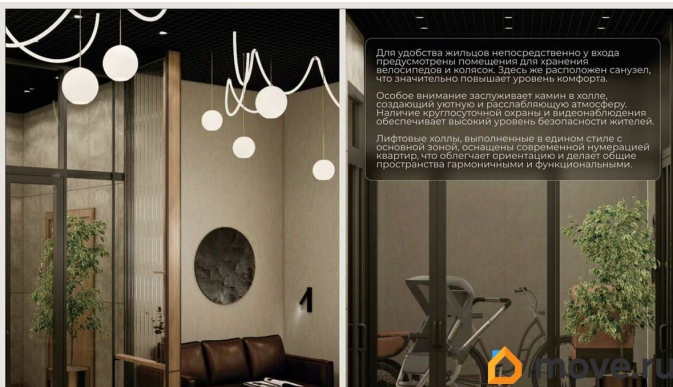 Для удобства жильцов непосредственно у входа
предусмотрены помещения для хранения
велосипедов и колясок. Здесь же расположен санузел,
что значительно повышает уровень комфорта.
Особое внимание заслуживает камин в холле,
создающий уютную и расслабляющую атмосферу.
Наличие круглосуточной охраны и видеонаблюдения
обеспечивает высокий уровень безопасности жителей.
Лифтовые холлы, выполненные в едином стиле с
основной зоной, оснащены современной нумерацией
квартир, что облегчает ориентацию и делает общие
пространства гармоничными и функциональными.
move.ru